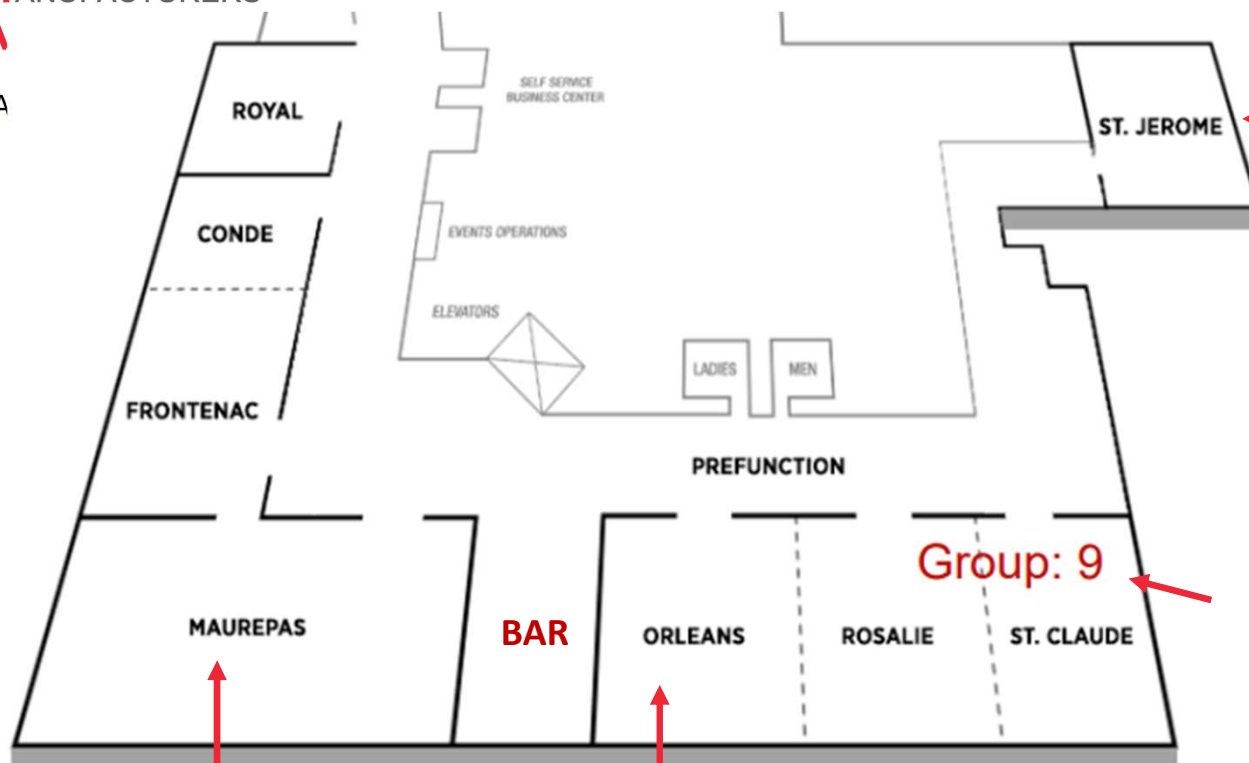 ROYAL
SELF SERVICE
BUSINESS CENTER
ST. JEROME
CONDE
EVENTS OPERATIONS
ELEVATORS
LADIES
MEN
FRONTENAC
PREFUNCTION
Group: 9
MAUREPAS
BAR
ORLEANS
ROSALIE
ST. CLAUDE